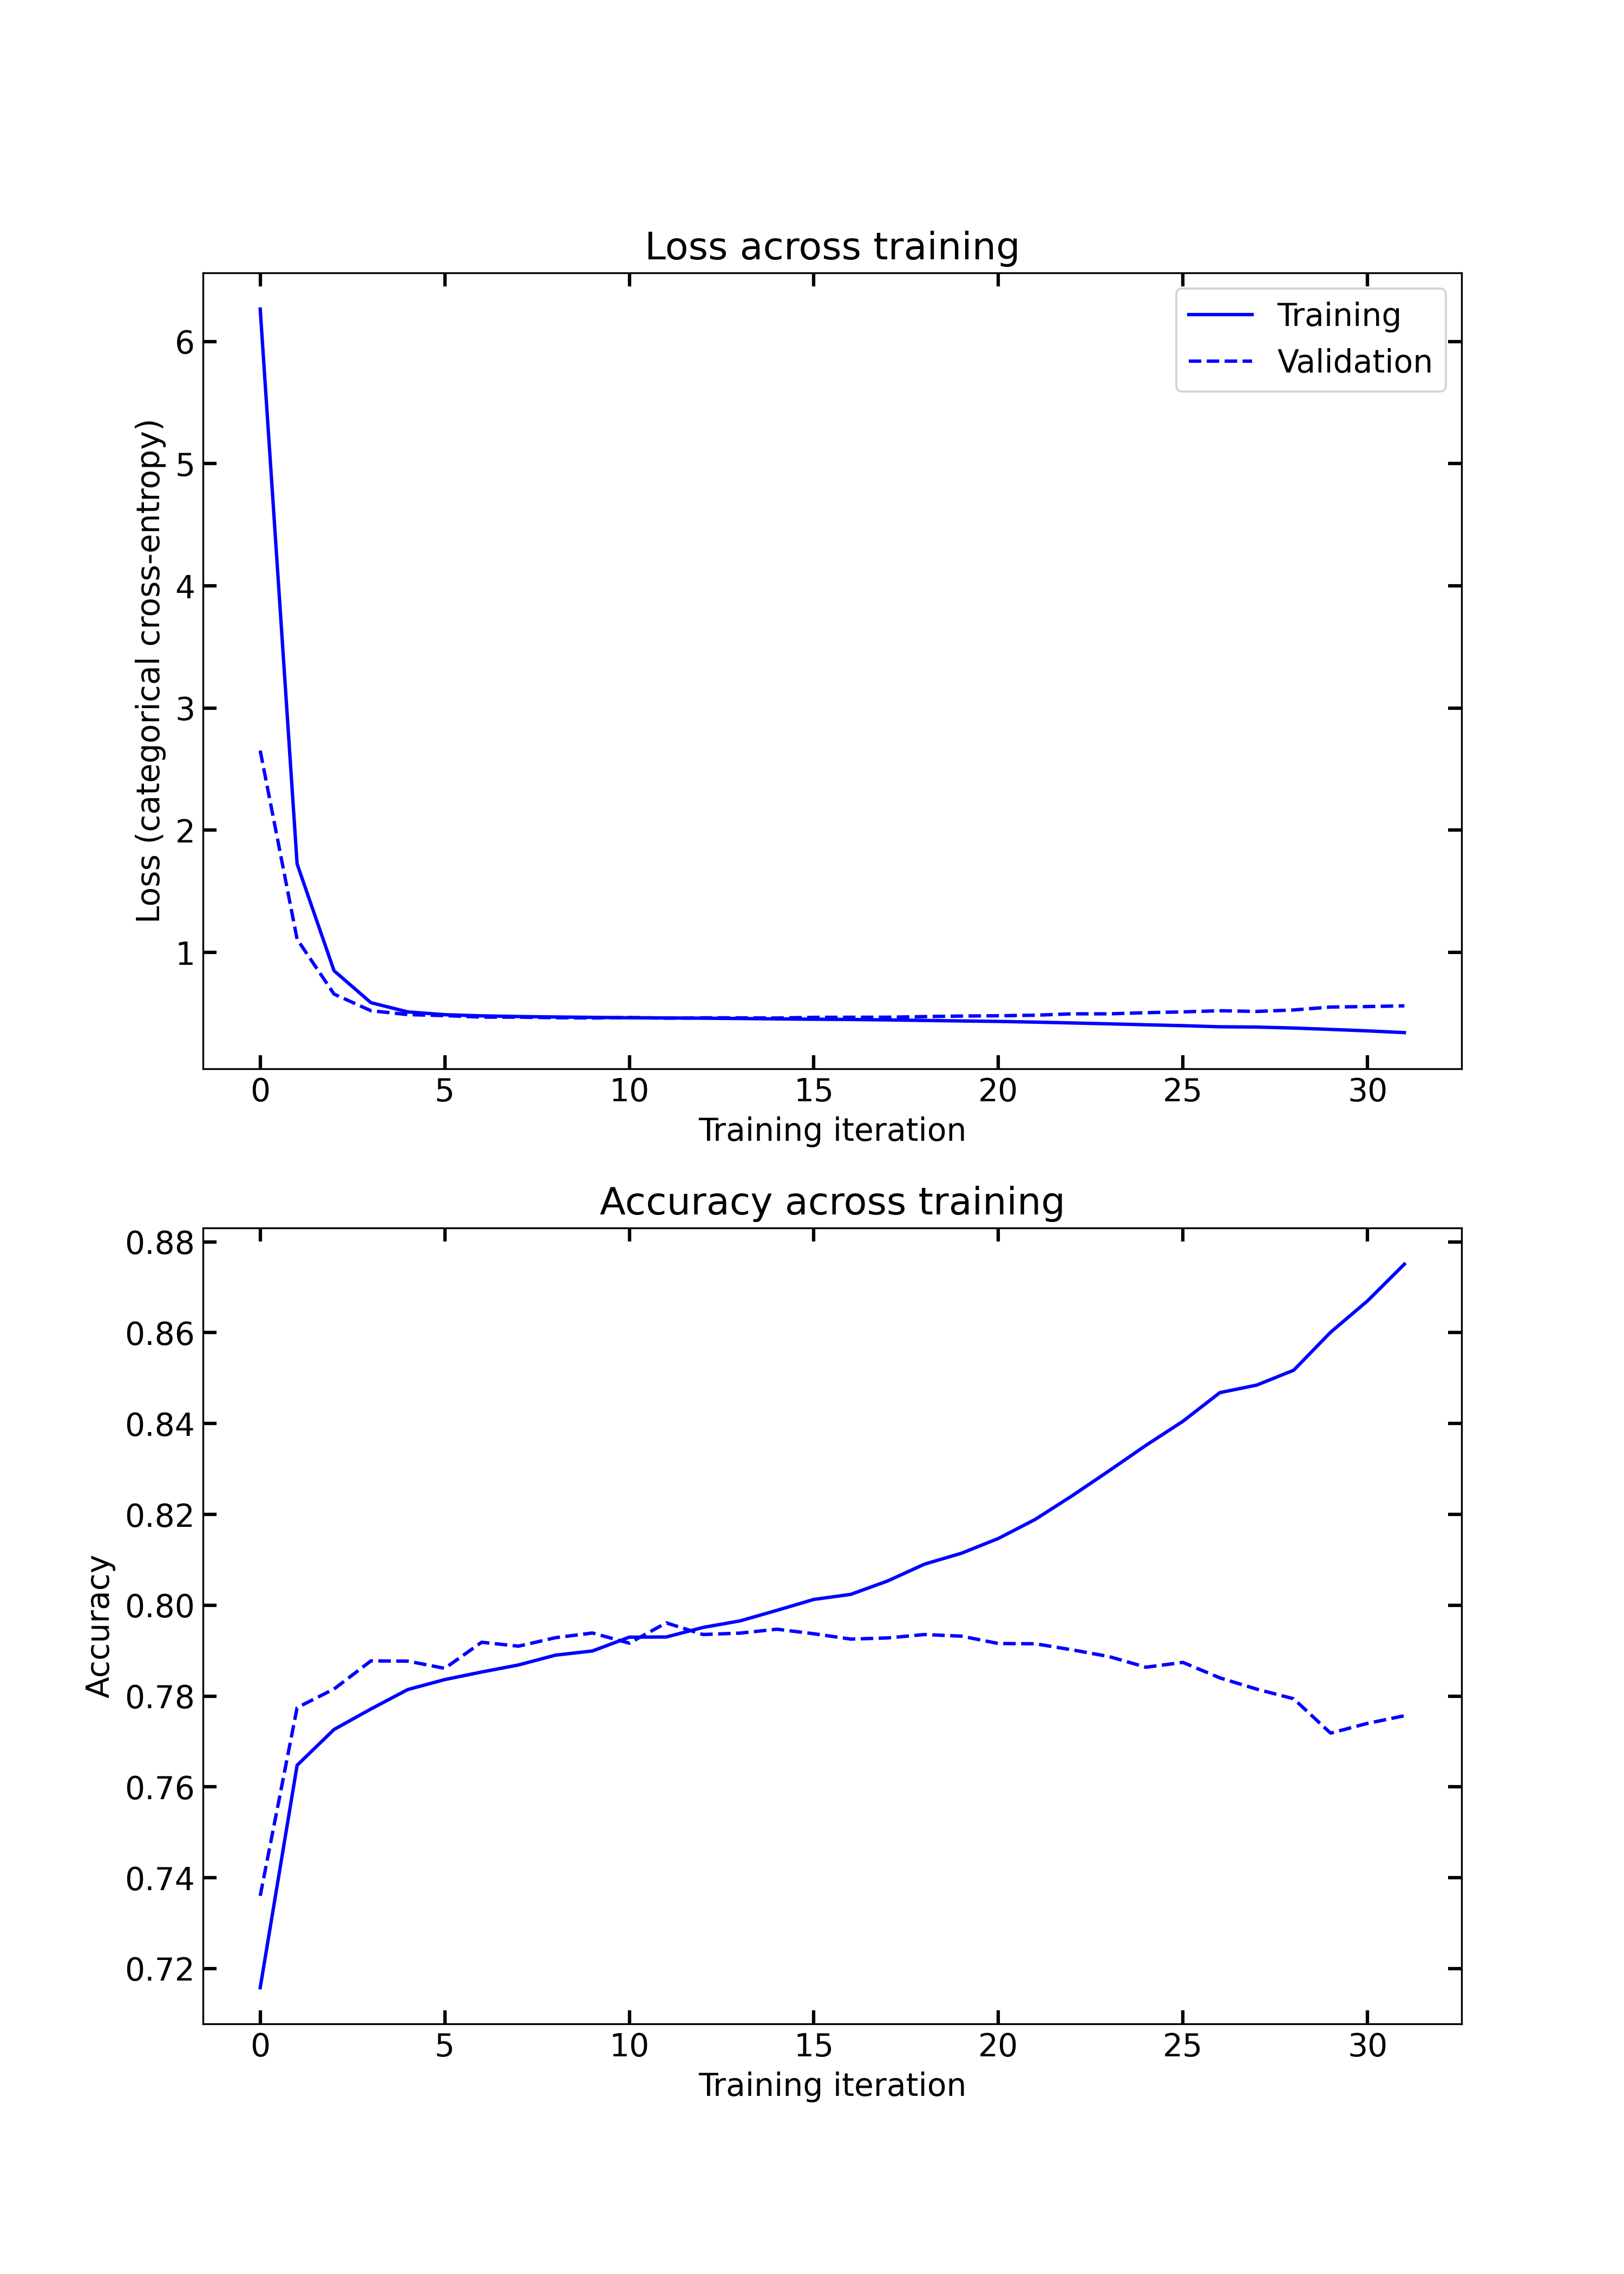 Loss across training
Training
Validation
6
5
4
3
2
1
Loss (categorical cross-entropy)
0 5 10 15 20 25 30
Training iteration
Accuracy across training
0.88
0.86
0.84
0.82
0.80
0.78
0.76
0.74
0.72
Accuracy
0 5 10 15 20 25 30
Training iteration